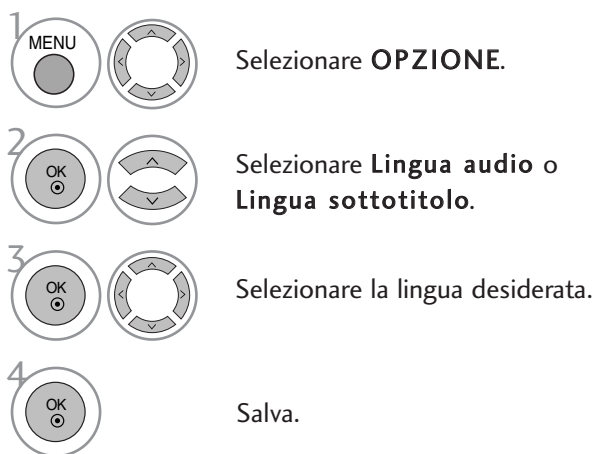 1
MENU
Selezionare OPZIONE.
2
OK
Selezionare Lingua audio o
Lingua sottotitolo.
3
OK
Selezionare la lingua desiderata.
4
OK
Salva.